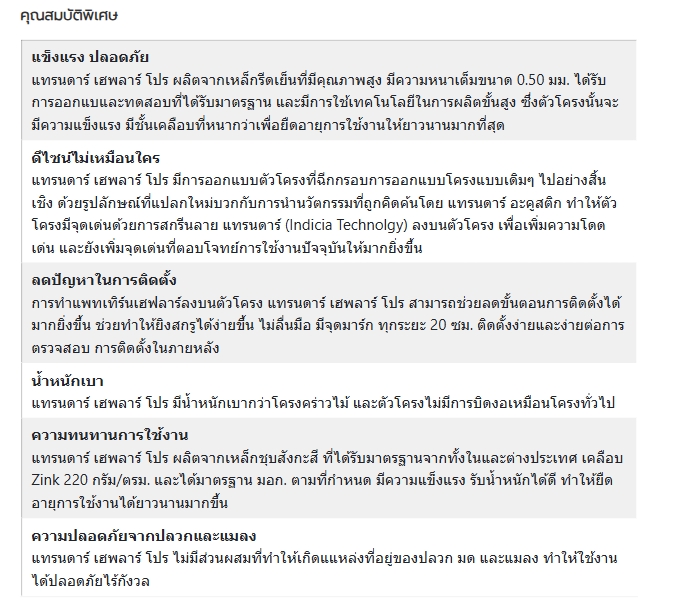 คุณสมบัติพิเศษ
แข็งแรง ปลอดภัย
แทรนดาร์ เฮพลาร์ โปร ผลิตจากเหล็กรีดเย็นที่มีคุณภาพสูง มีความหนาเต็มขนาด 0.50 มม. ได้รับ
การออกแบและทดสอบที่ได้รับมาตรฐาน และมีการใช้เทคโนโลยีในการผลิตขั้นสูง ซึ่งตัวโครงนั้นจะ
มีความแข็งแรง มีชั้นเคลือบที่หนากว่าเพื่อยืดอายุการใช้งานให้ยาวนานมากที่สุด
ดีไซน์ไม่เหมือนใคร
แทรนดาร์ เฮพลาร์ โปร มีการออกแบบตัวโครงที่ฉีกกรอบการออกแบบโครงแบบเดิมๆ ไปอย่างสิ้น
เชิง ด้วยรูปลักษณ์ที่แปลกใหม่บวกกับการนำนวัตกรรมที่ถูกคิดค้นโดย แทรนดาร์ อะคูสติก ทำให้ตัว
โครงมีจุดเด่นด้วยการสกรีนลาย แทรนดาร์ (Indicia Technolgy) ลงบนตัวโครง เพื่อเพิ่มความโดด
เด่น และยังเพิ่มจุดเด่นที่ตอบโจทย์การใช้งานปัจจุบันให้มากยิ่งขึ้น
ลดปัญหาในการติดตั้ง
การทำแพทเทิร์นเฮฟลาร์ลงบนตัวโครง แทรนดาร์ เฮพลาร์ โปร สามารถช่วยลดขั้นตอนการติดตั้งได้
มากยิ่งขึ้น ช่วยทำให้ยิงสกรูได้ง่ายขึ้น ไม่ลื่นมือ มีจุดมาร์ก ทุกระยะ 20 ซม. ติดตั้งง่ายและง่ายต่อการ
ตรวจสอบ การติดตั้งในภายหลัง
น้ำหนักเบา
แทรนดาร์ เฮพลาร์ โปร มีน้ำหนักเบากว่าโครงคร่าวไม้ และตัวโครงไม่มีการบิดงอเหมือนโครงทั่วไป
ความทนทานการใช้งาน
แทรนดาร์ เฮพลาร์ โปร ผลิตจากเหล็กชุบสังกะสี ที่ได้รับมาตรฐานจากทั้งในและต่างประเทศ เคลือบ
Zink 220 กรัม/ตรม. และได้มาตรฐาน มอก. ตามที่กำหนด มีความแข็งแรง รับน้ำหนักได้ดี ทำให้ยืด
อายุการใช้งานได้ยาวนานมากขึ้น
ความปลอดภัยจากปลวกและแมลง
แทรนดาร์ เฮพลาร์ โปร ไม่มีส่วนผสมที่ทำให้เกิดแแหล่งที่อยู่ของปลวก มด และแมลง ทำให้ใช้งาน
ได้ปลอดภัยไร้กังวล